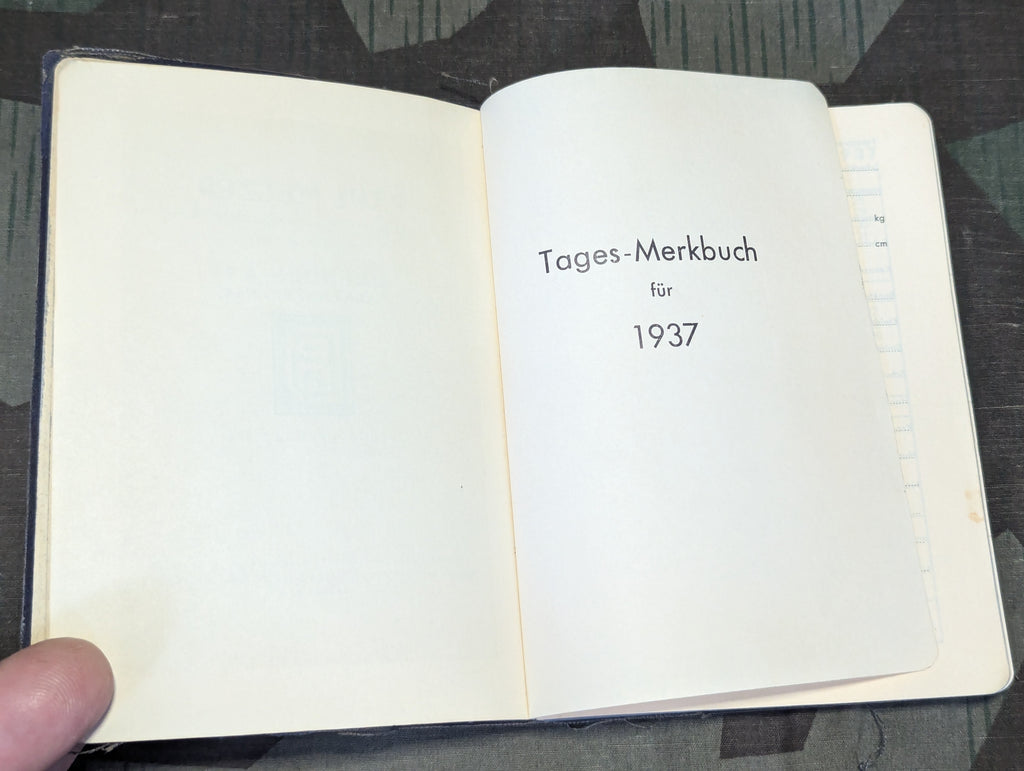 Tages-Merkbuch
für
1937
kg
cm